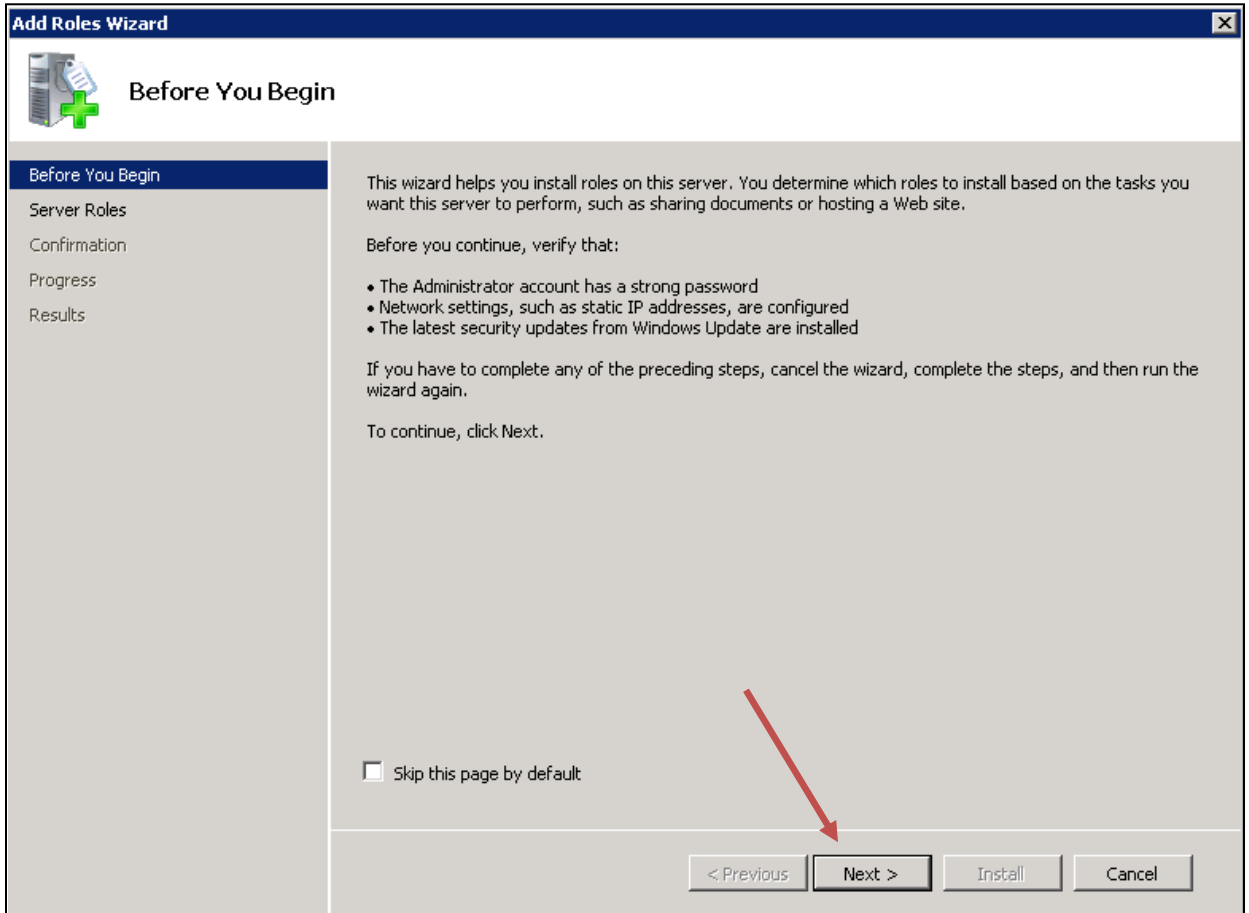 Add Roles Wizard
Before You Begin
Before You Begin
Server Roles
Confirmation
Progress
Results
This wizard helps you install roles on this server. You determine which roles to install based on the tasks you
want this server to perform, such as sharing documents or hosting a Web site.
Before you continue, verify that:
• The Administrator account has a strong password
• Network settings, such as static IP addresses, are configured
• The latest security updates from Windows Update are installed
If you have to complete any of the preceding steps, cancel the wizard, complete the steps, and then run the
wizard again.
To continue, click Next.
Skip this page by default
< Previous Next > Install Cancel